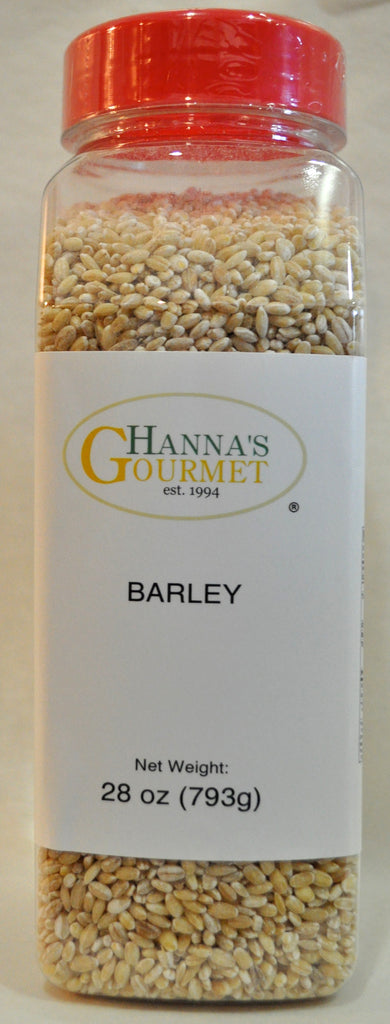 HANNA'S
GOURMET
est. 1994
®
BARLEY
Net Weight:
28 oz (793g)